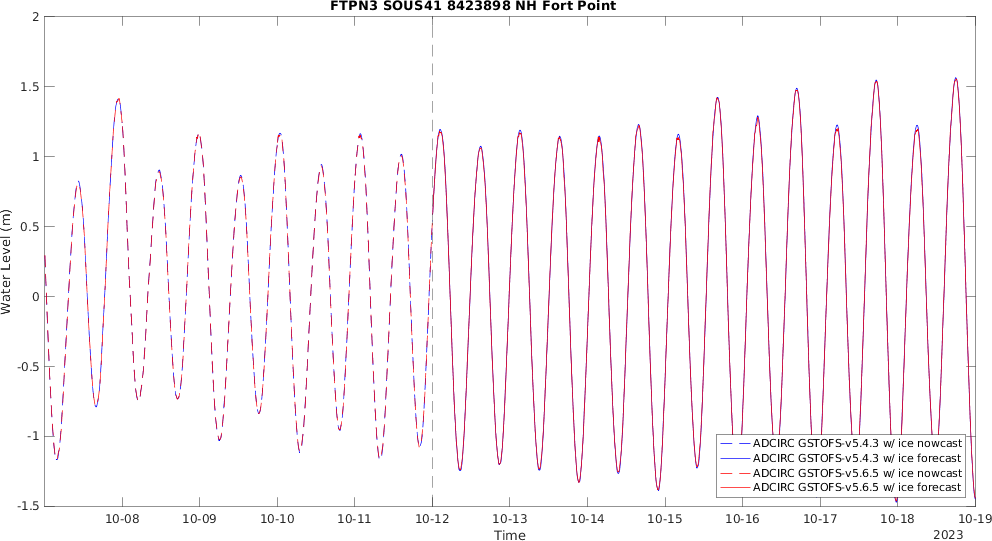 FTPN3 SOUS41 8423898 NH Fort Point
2
1.5
1
0.5
0
-0.5
-1
-1.5
Water Level (m)
ADCIRC GSTOFS-v5.4.3 w/ ice nowcast
ADCIRC GSTOFS-v5.4.3 w/ ice forecast
ADCIRC GSTOFS-v5.6.5 w/ ice nowcast
ADCIRC GSTOFS-v5.6.5 w/ ice forecast
10-08 10-09 10-10 10-11 10-12 10-13 10-14 10-15 10-16 10-17 10-18 10-19
Time
2023